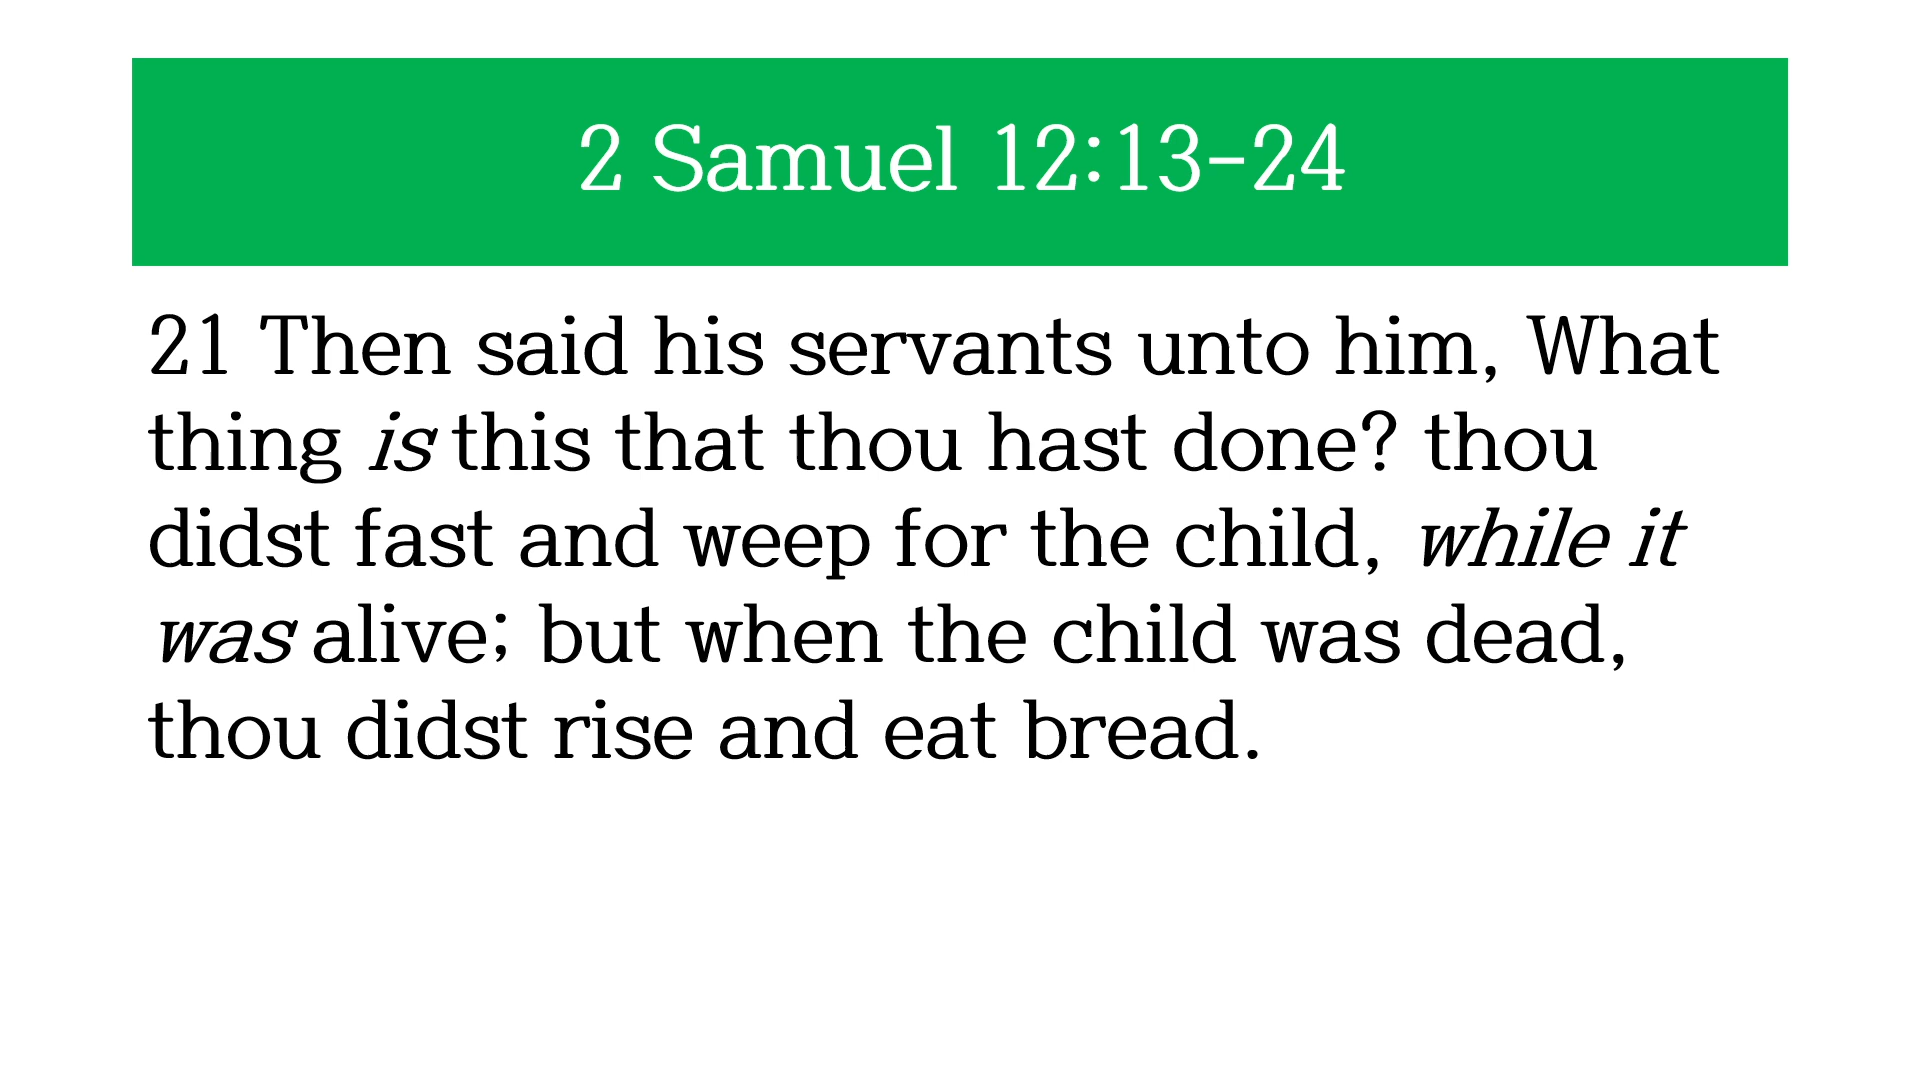 2 Samuel 12:13-24
21 Then said his servants unto him, What
thing is this that thou hast done? thou
didst fast and weep for the child, while it
was alive; but when the child was dead,
thou didst rise and eat bread.